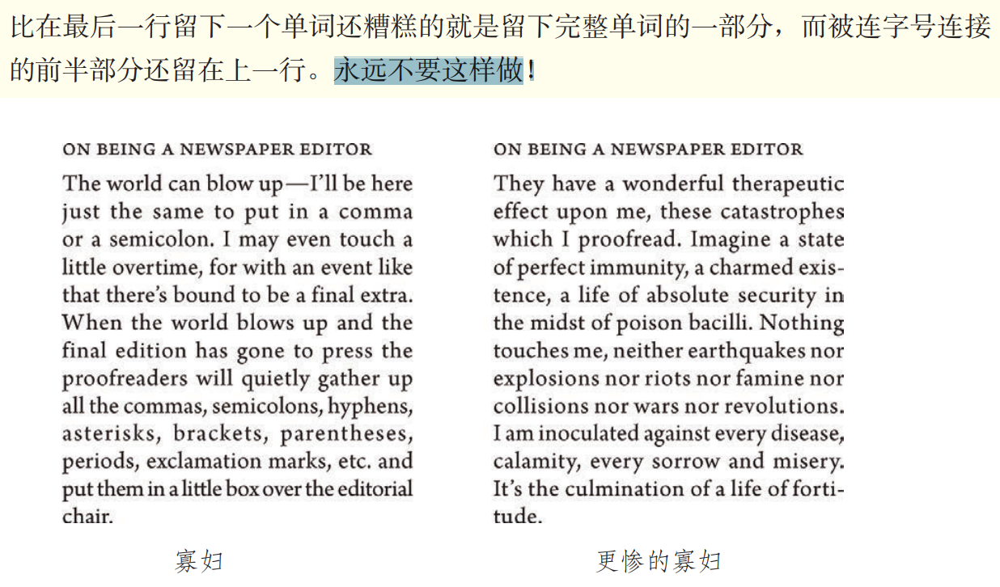 比在最后一行留下一个单词还糟糕的就是留下完整单词的一部分，而被连字号连接
的前半部分还留在上一行。永远不要这样做！
ON BEING A NEWSPAPER EDITOR
The world can blow up—I’ll be here
just the same to put in a comma
or a semicolon. I may even touch a
little overtime, for with an event like
that there’s bound to be a final extra.
When the world blows up and the
final edition has gone to press the
proofreaders will quietly gather up
all the commas, semicolons, hyphens,
asterisks, brackets, parentheses,
periods, exclamation marks, etc. and
put them in a little box over the editorial
chair.
寡妇
ON BEING A NEWSPAPER EDITOR
They have a wonderful therapeutic
effect upon me, these catastrophes
which I proofread. Imagine a state
of perfect immunity, a charmed exis-
tence, a life of absolute security in
the midst of poison bacilli. Nothing
touches me, neither earthquakes nor
explosions nor riots nor famine nor
collisions nor wars nor revolutions.
I am inoculated against every disease,
calamity, every sorrow and misery.
It’s the culmination of a life of forti-
tude.
更惨的寡妇